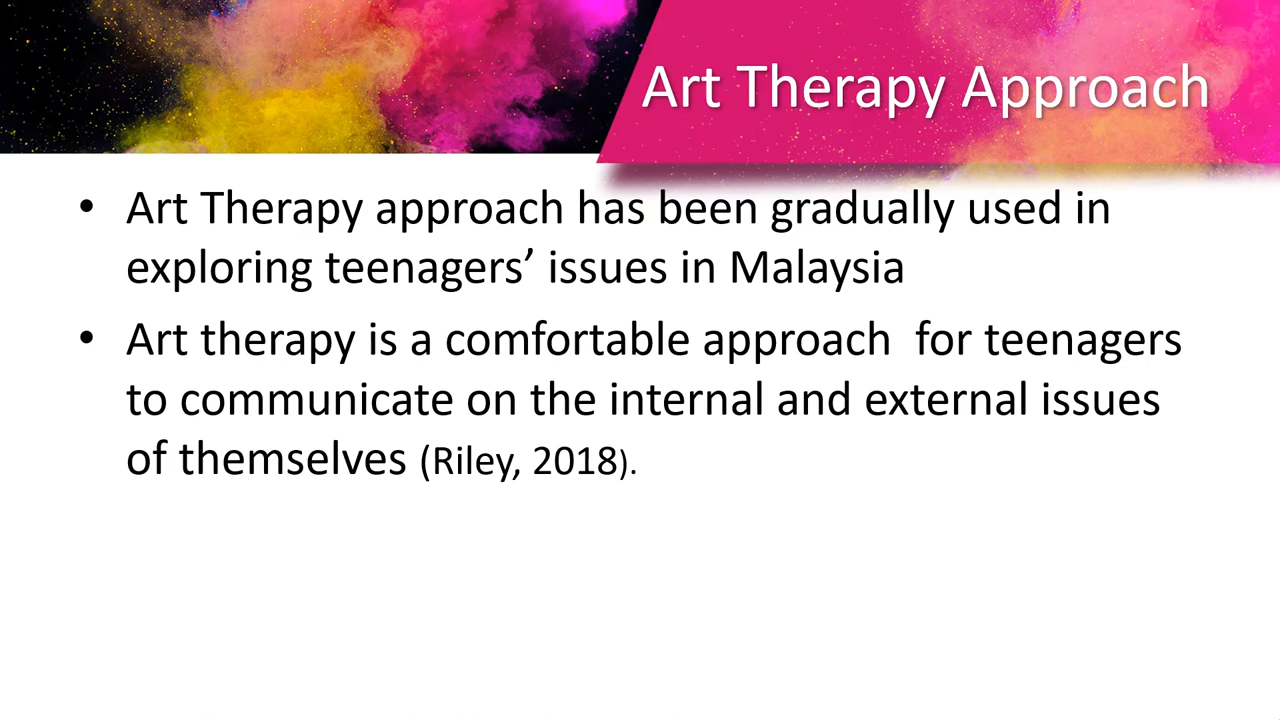 Art Therapy Approach
• Art Therapy approach has been gradually used in
exploring teenagers’ issues in Malaysia
• Art therapy is a comfortable approach  for teenagers
to communicate on the internal and external issues
of themselves (Riley, 2018).